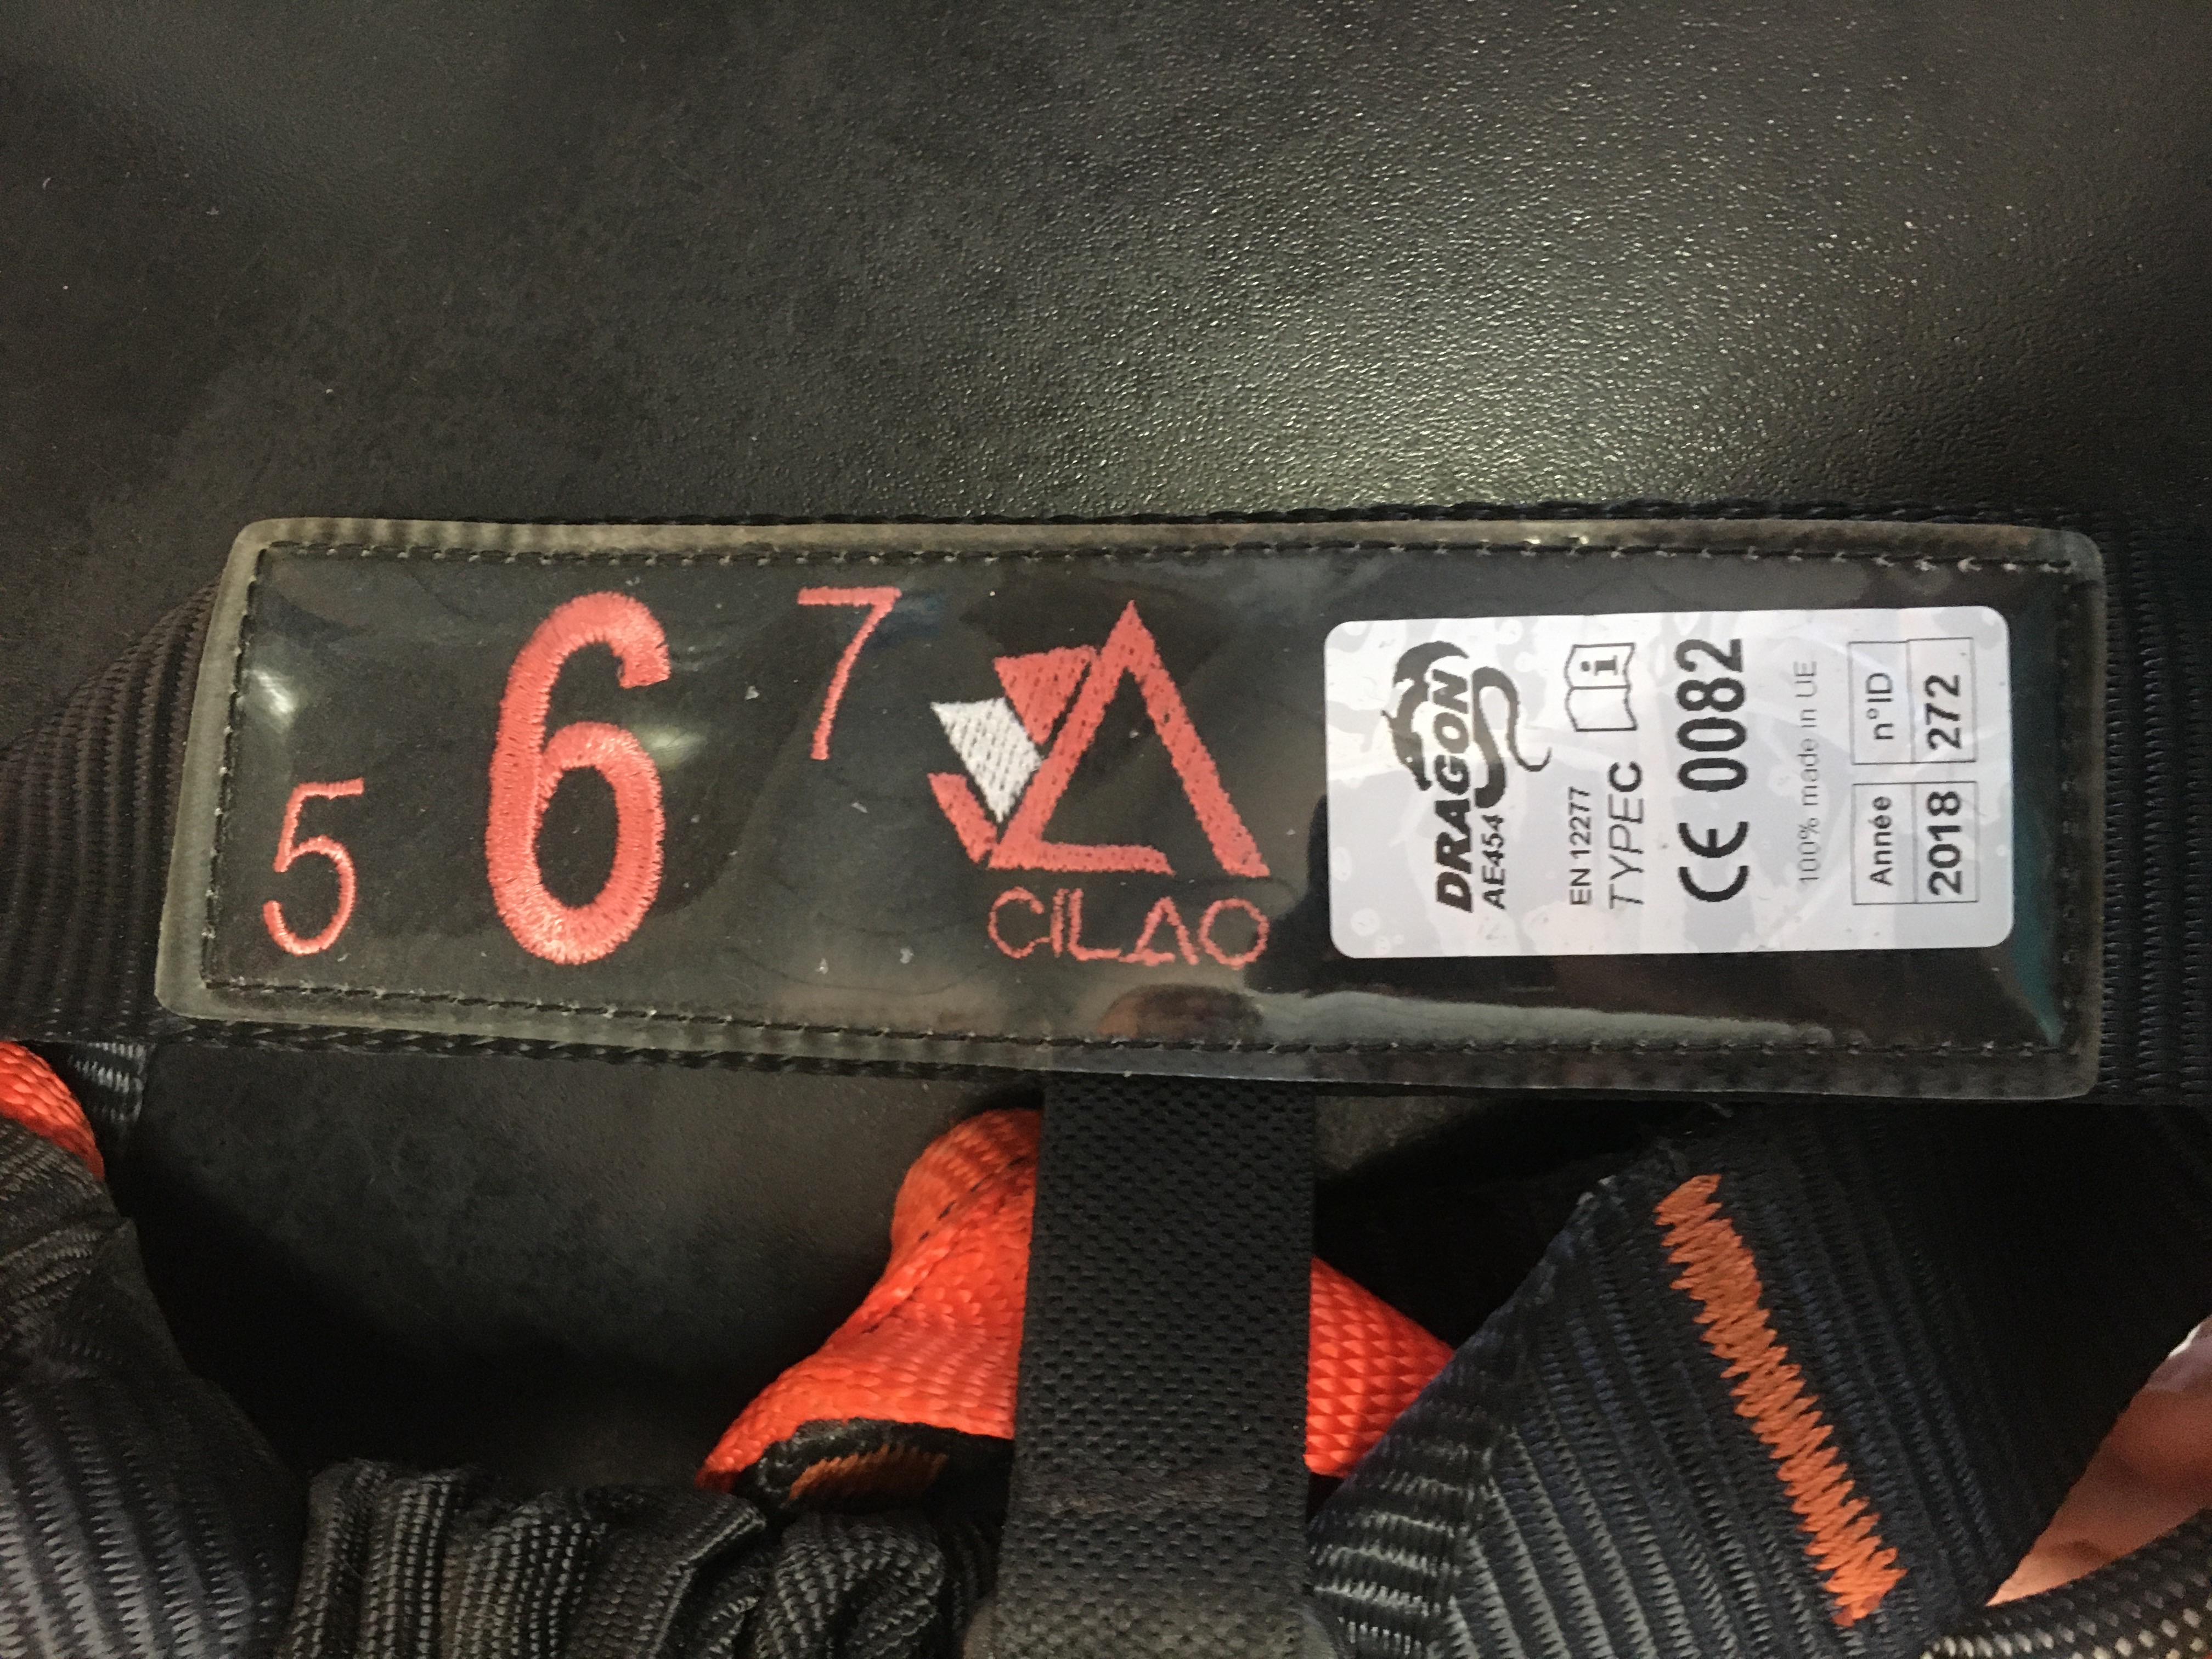 5 6 7
CILAO
DRAGON
AE454
EN 12277
TYPE C
i
CE 0082
100% made in UE
Année n°ID
2018 272